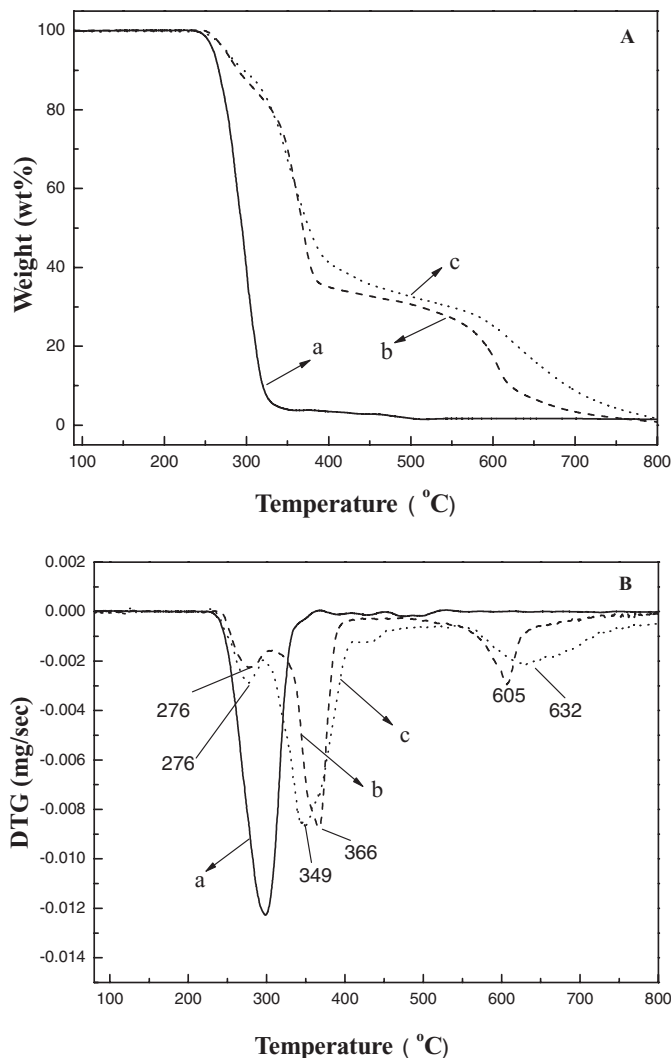 A
100
80
60
40
20
0
Weight (wt%)
a
b
c
100 200 300 400 500 600 700 800
Temperature ( °C)
B
0.002
0.000
-0.002
-0.004
-0.006
-0.008
-0.010
-0.012
-0.014
DTG (mg/sec)
276
276
a
349
366
b
c
605
632
100 200 300 400 500 600 700 800
Temperature ( °C)